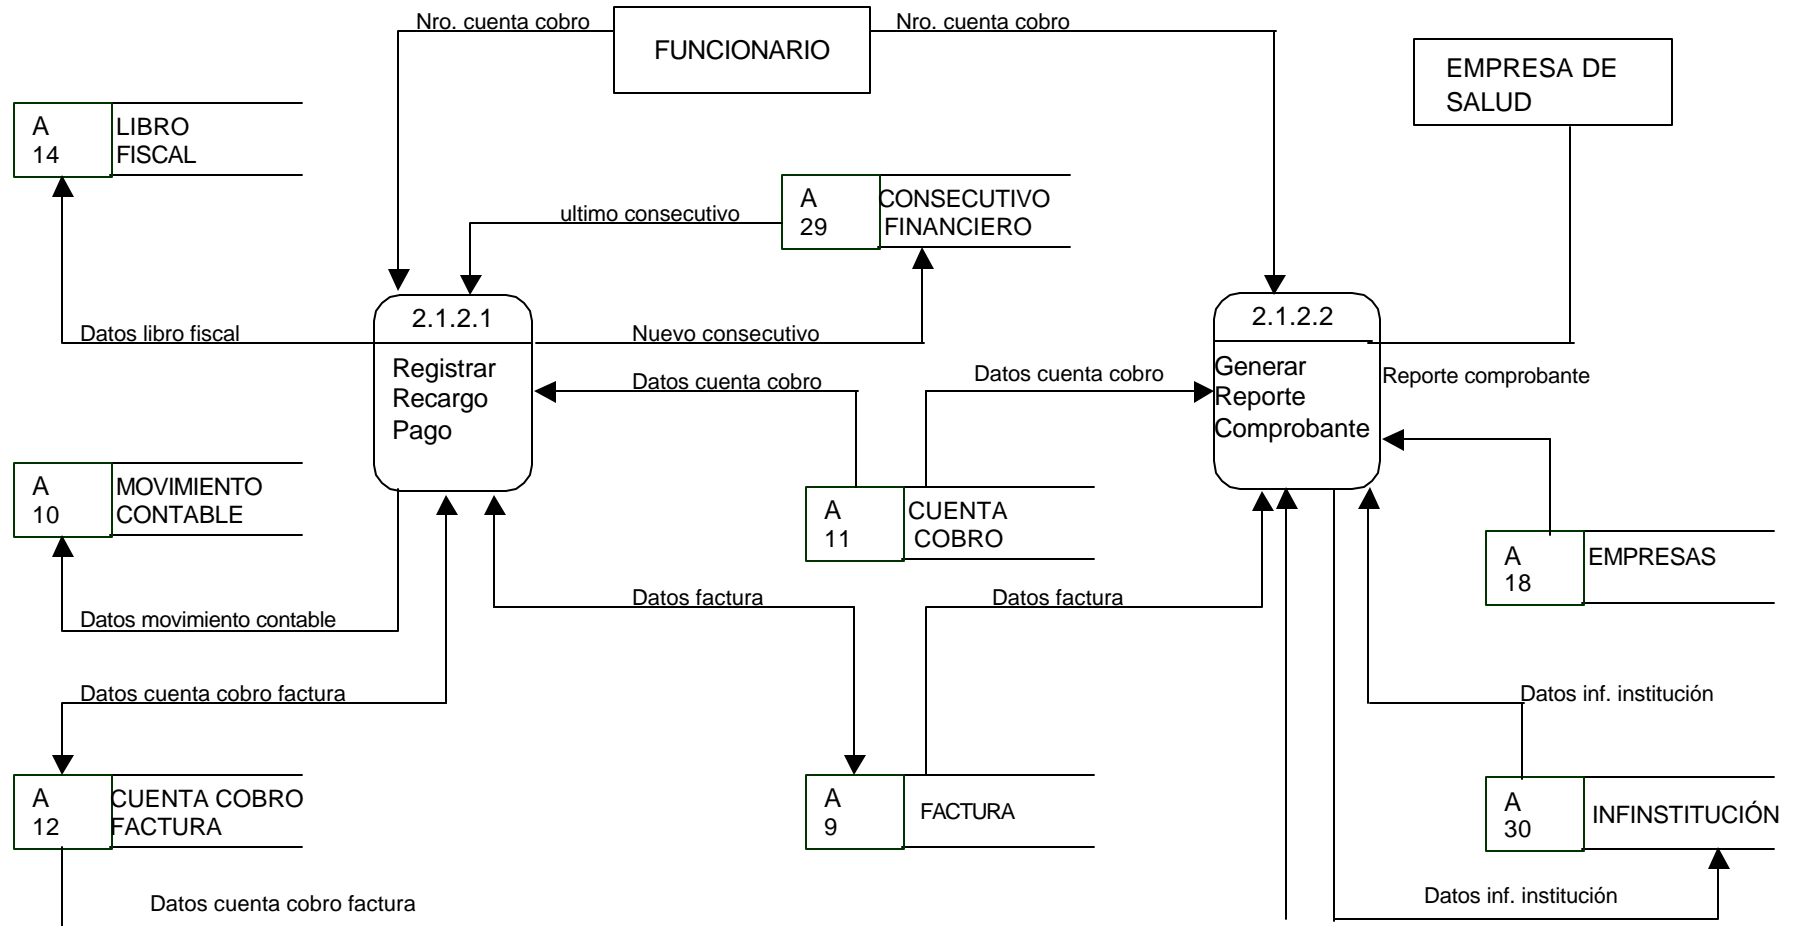 Nro. cuenta cobro
Nro. cuenta cobro
FUNCIONARIO
EMPRESA DE
SALUD
A
14
LIBRO
FISCAL
A
29
CONSECUTIVO
FINANCIERO
ultimo consecutivo
2.1.2.1
Registrar
Recargo
Pago
2.1.2.2
Generar
Reporte
Comprobante
Datos libro fiscal
Nuevo consecutivo
Datos cuenta cobro
Datos cuenta cobro
Reporte comprobante
A
10
MOVIMIENTO
CONTABLE
A
11
CUENTA
COBRO
A
18
EMPRESAS
Datos movimiento contable
Datos factura
Datos factura
Datos cuenta cobro factura
Datos inf. institución
A
12
CUENTA COBRO
FACTURA
A
9
FACTURA
A
30
INFINSTITUCIÓN
Datos cuenta cobro factura
Datos inf. institución